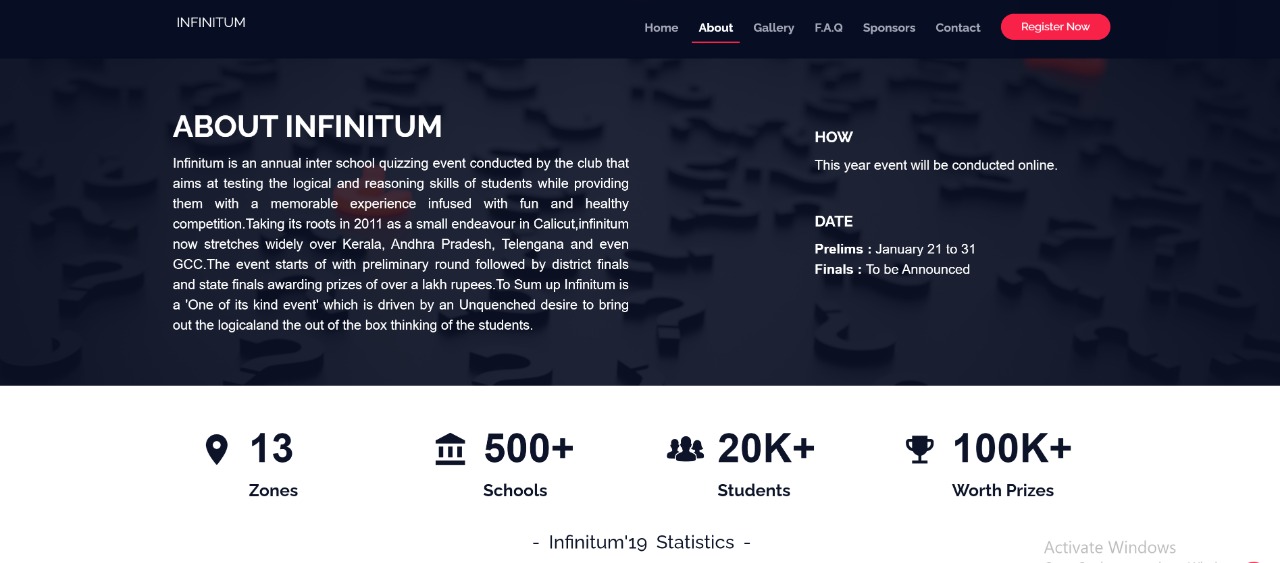 INFINITUM
Home About Gallery F.A.Q Sponsors Contact Register Now
ABOUT INFINITUM
Infinitum is an annual inter school quizzing event conducted by the club that
aims at testing the logical and reasoning skills of students while providing
them with a memorable experience infused with fun and healthy
competition.Taking its roots in 2011 as a small endeavour in Calicut,infinitum
now stretches widely over Kerala, Andhra Pradesh, Telengana and even
GCC.The event starts of with preliminary round followed by district finals
and state finals awarding prizes of over a lakh rupees.To Sum up Infinitum is
a 'One of its kind event' which is driven by an Unquenched desire to bring
out the logicaland the out of the box thinking of the students.
HOW
This year event will be conducted online.
DATE
Prelims : January 21 to 31
Finals : To be Announced
13
Zones
500+
Schools
20K+
Students
100K+
Worth Prizes
- Infinitum'19 Statistics -
Activate Windows